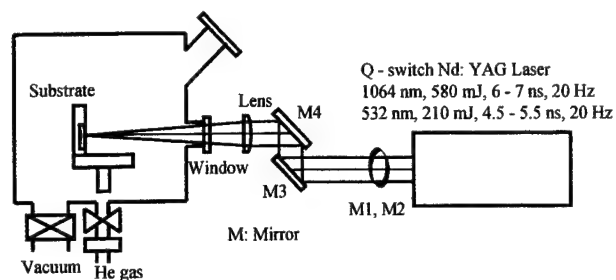 Q - switch Nd: YAG Laser
1064 nm, 580 mJ, 6 - 7 ns, 20 Hz
532 nm, 210 mJ, 4.5 - 5.5 ns, 20 Hz
Substrate
Lens
M4
Window
M3
M1, M2
M: Mirror
Vacuum
He gas